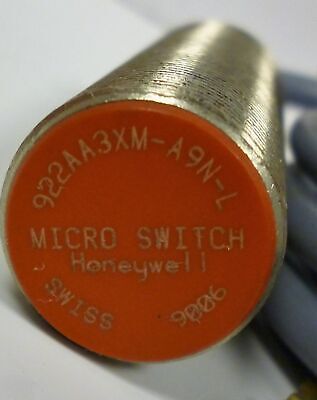 922AA3XM-A9N-L
MICRO SWITCH
Honeywell
SWISS
9006